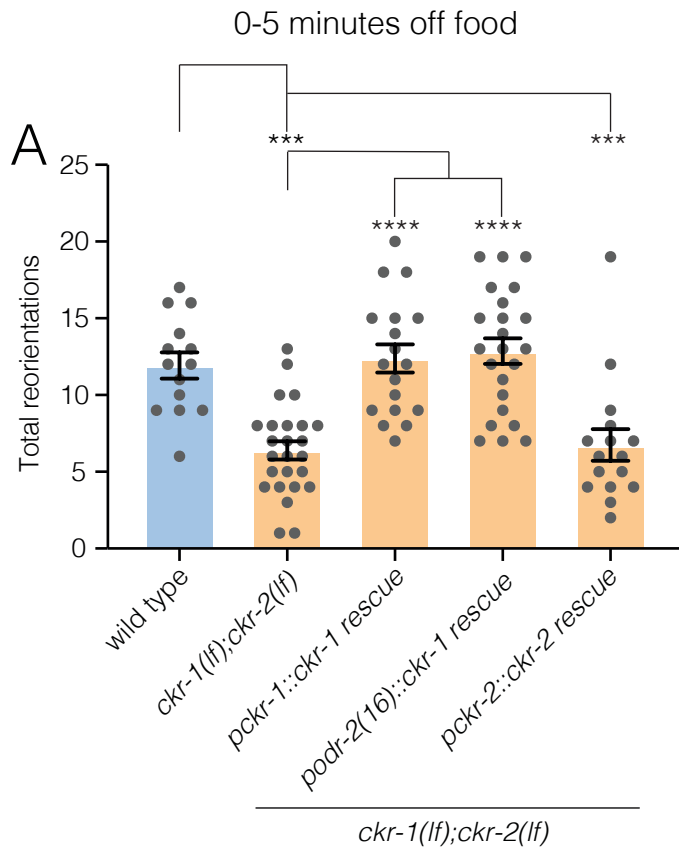 0-5 minutes off food
A
***
***
****
****
25
20
15
10
5
0
Total reorientations
wild type
ckr-1(lf);ckr-2(lf)
pckr-1::ckr-1 rescue
podr-2(16)::ckr-1 rescue
pckr-2::ckr-2 rescue
ckr-1(lf);ckr-2(lf)